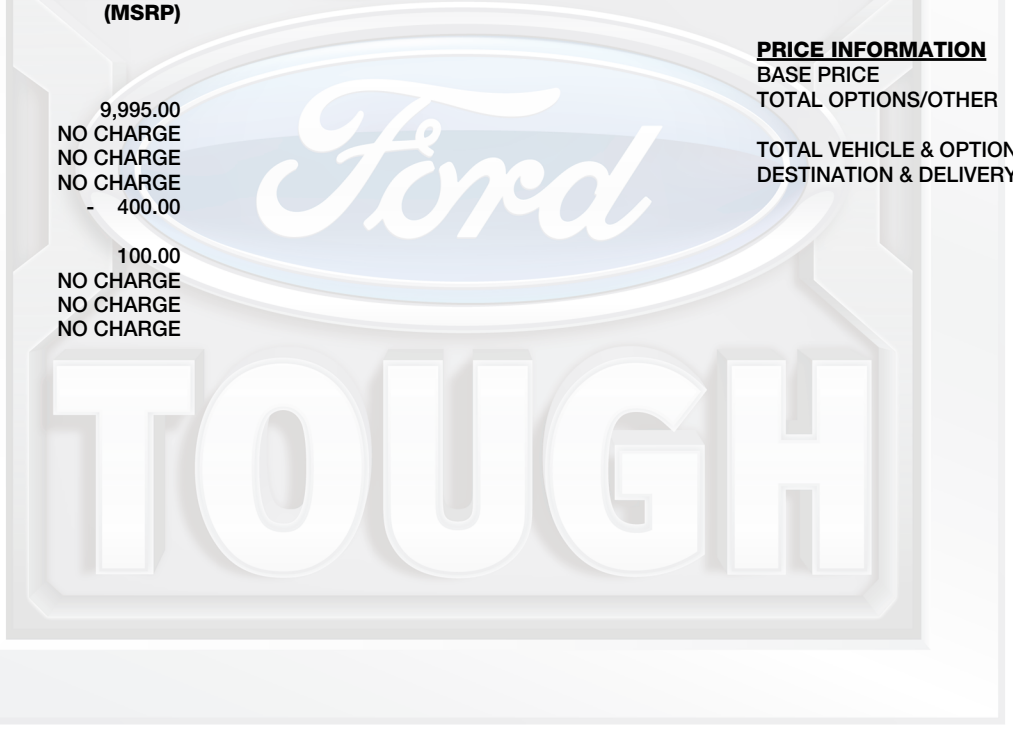 (MSRP)
9,995.00
NO CHARGE
NO CHARGE
NO CHARGE
- 400.00
100.00
NO CHARGE
NO CHARGE
NO CHARGE
PRICE INFORMATION
BASE PRICE
TOTAL OPTIONS/OTHER
TOTAL VEHICLE & OPTION
DESTINATION & DELIVERY
Ford
TOUGH